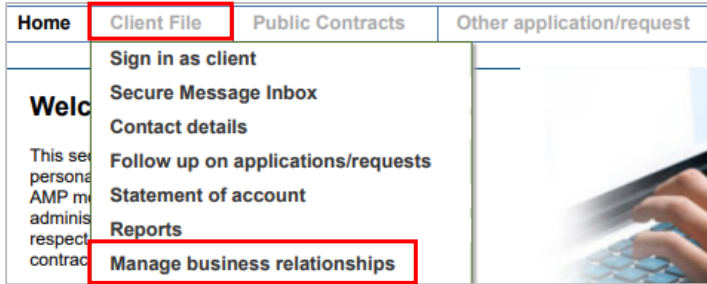 Home Client File Public Contracts Other application/request
Sign in as client
Secure Message Inbox
Welc
Contact details
This se
Follow up on applications/requests
persona
AMP m
Statement of account
adminis
Reports
respect
contrac
Manage business relationships